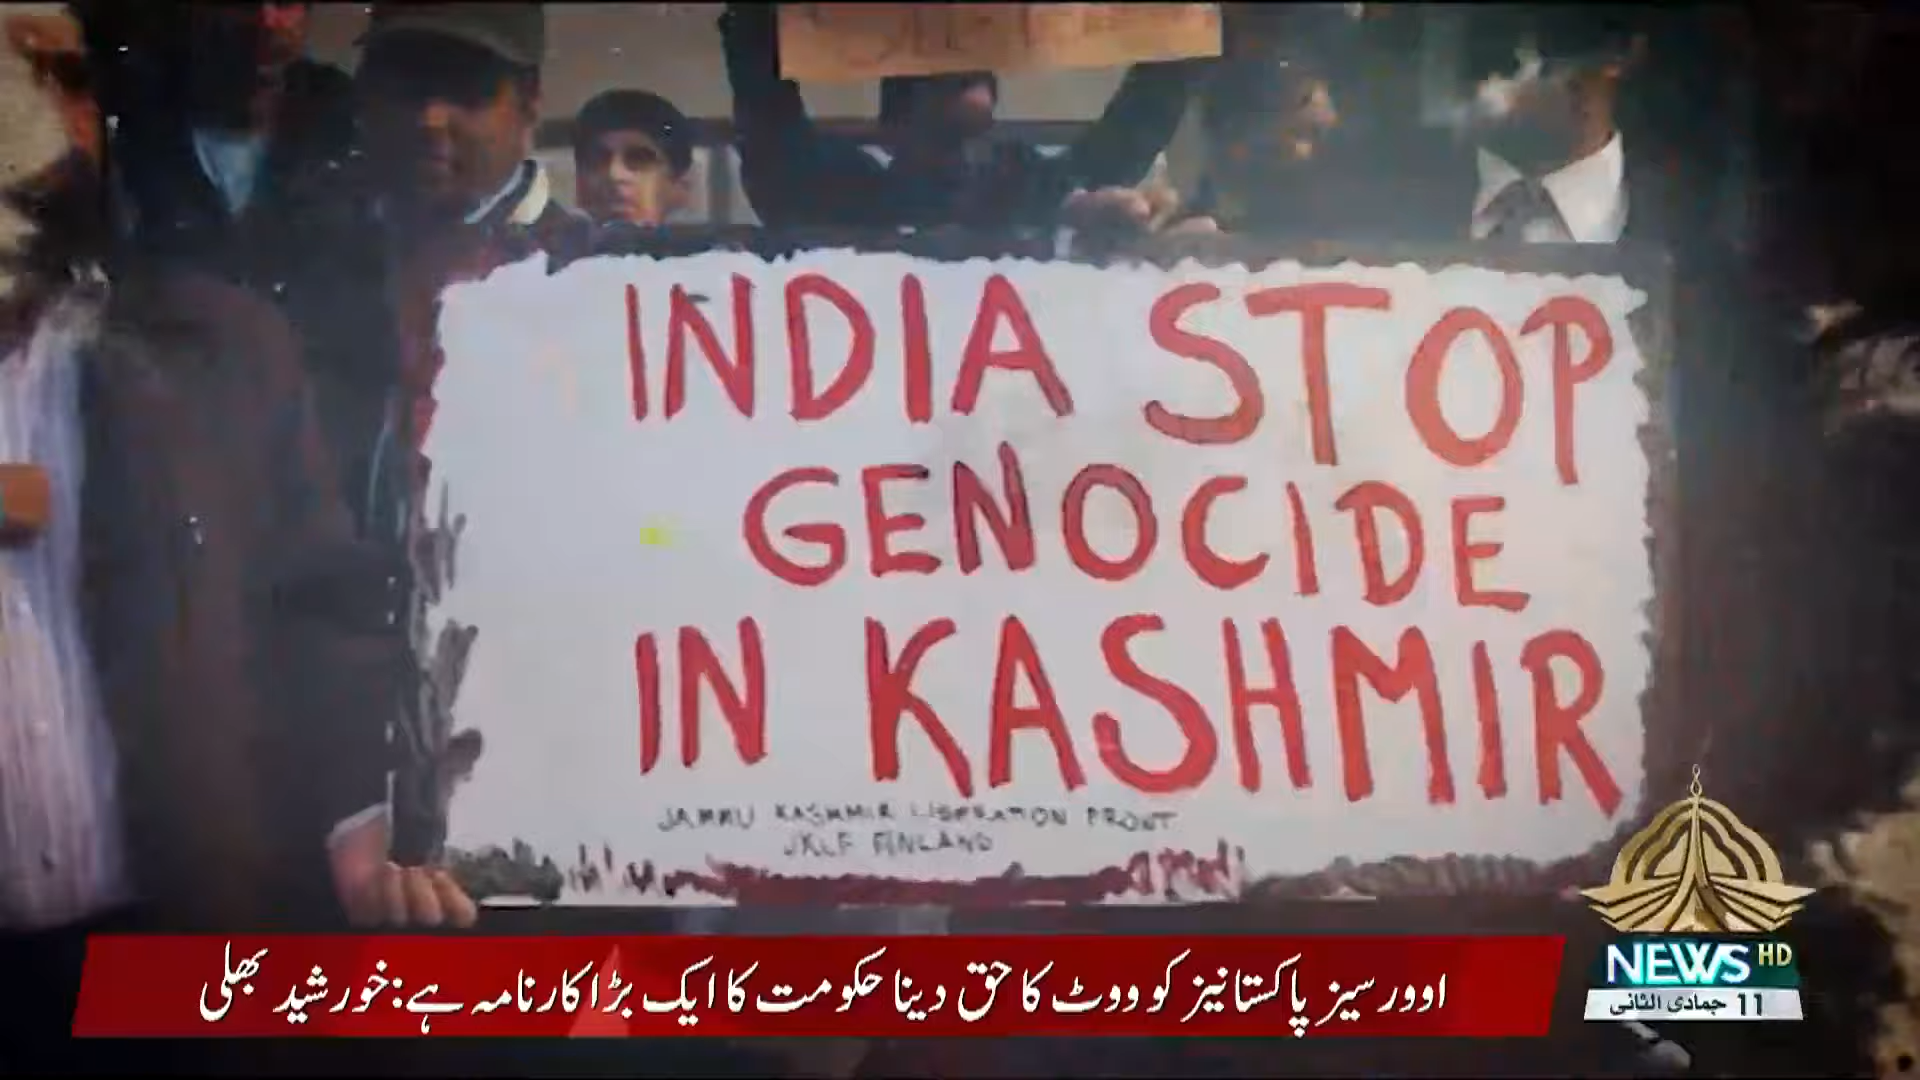 INDIA STOP
GENOCIDE
IN KASHMIR
JAMMU KASHMIR LIBERATION FRONT
JKLF FINLAND
اوورسیز پاکستانیز کو ووٹ کا حق دینا حکومت کا ایک بڑا کارنامہ ہے:خورشید بھلی
NEWS HD
11 جمادی الثانی